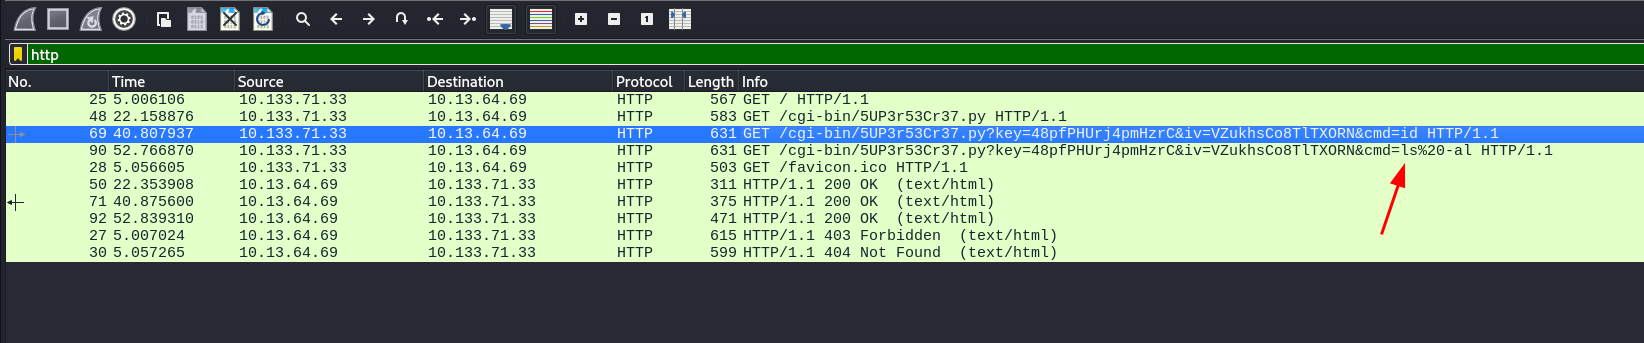 http
No. Time Source Destination Protocol Length Info
25 5.006106 10.133.71.33 10.13.64.69 HTTP 567 GET / HTTP/1.1
48 22.158876 10.133.71.33 10.13.64.69 HTTP 583 GET /cgi-bin/5UP3r53Cr37.py HTTP/1.1
69 40.807937 10.133.71.33 10.13.64.69 HTTP 631 GET /cgi-bin/5UP3r53Cr37.py?key=48pfPHUrj4pmHzrC&iv=VZukhsCo8TlTXORN&cmd=id HTTP/1.1
90 52.766870 10.133.71.33 10.13.64.69 HTTP 631 GET /cgi-bin/5UP3r53Cr37.py?key=48pfPHUrj4pmHzrC&iv=VZukhsCo8TlTXORN&cmd=ls%20-al HTTP/1.1
28 5.056605 10.133.71.33 10.13.64.69 HTTP 503 GET /favicon.ico HTTP/1.1
50 22.353908 10.13.64.69 10.133.71.33 HTTP 311 HTTP/1.1 200 OK (text/html)
71 40.875600 10.13.64.69 10.133.71.33 HTTP 375 HTTP/1.1 200 OK (text/html)
92 52.839310 10.13.64.69 10.133.71.33 HTTP 471 HTTP/1.1 200 OK (text/html)
27 5.007024 10.13.64.69 10.133.71.33 HTTP 615 HTTP/1.1 403 Forbidden (text/html)
30 5.057265 10.13.64.69 10.133.71.33 HTTP 599 HTTP/1.1 404 Not Found (text/html)